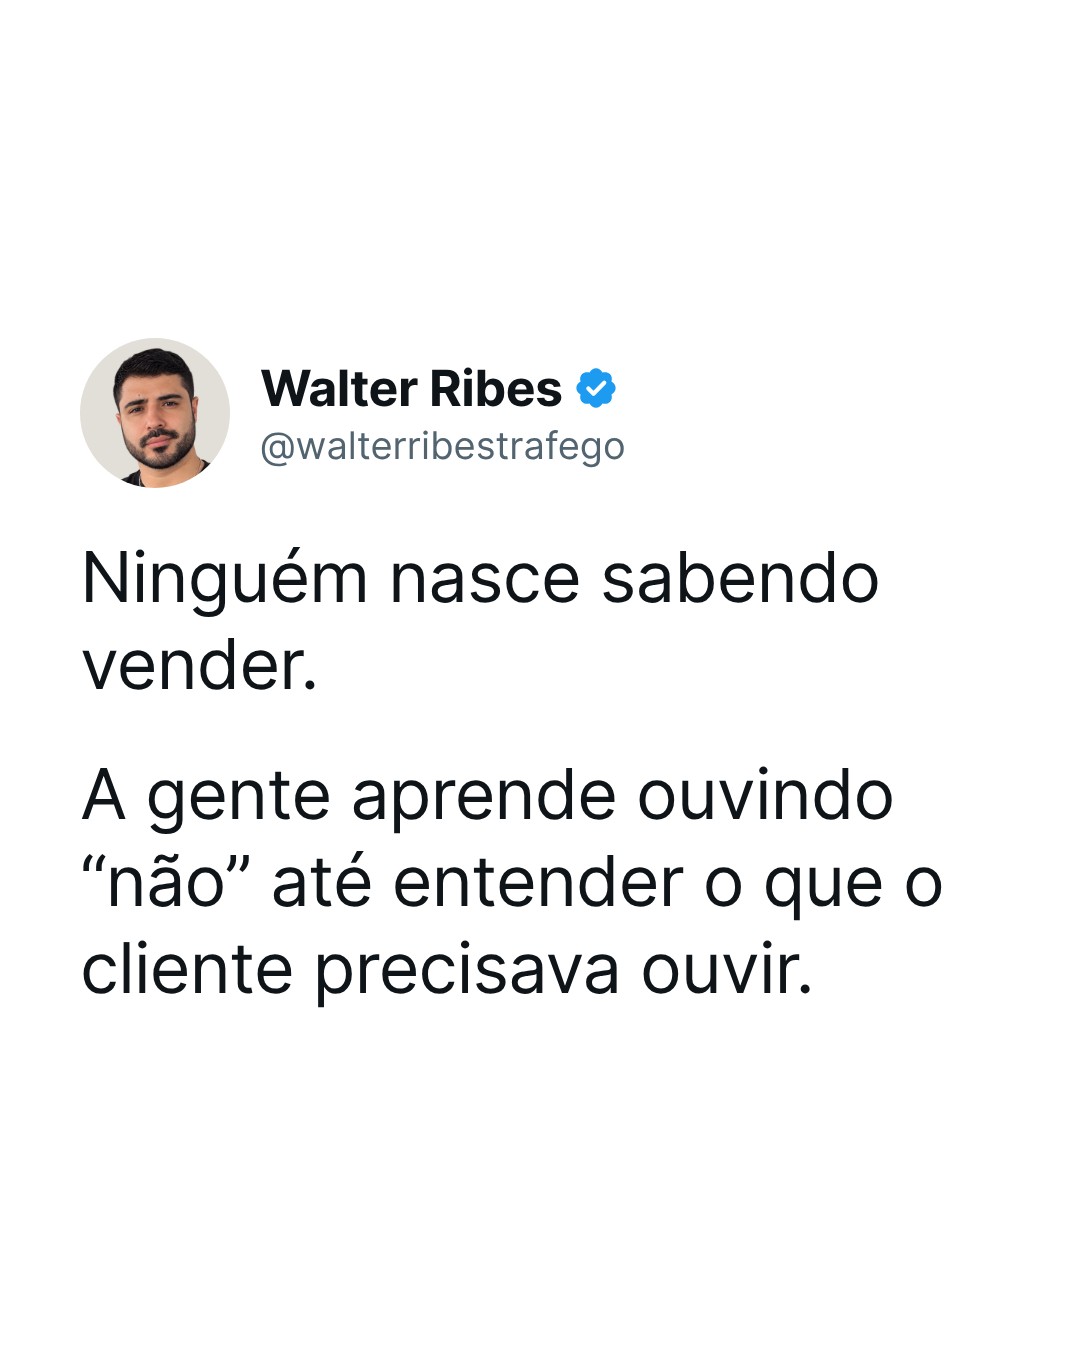 Walter Ribes
@walterribestrafego
Ninguém nasce sabendo
vender.
A gente aprende ouvindo
“não” até entender o que o
cliente precisava ouvir.